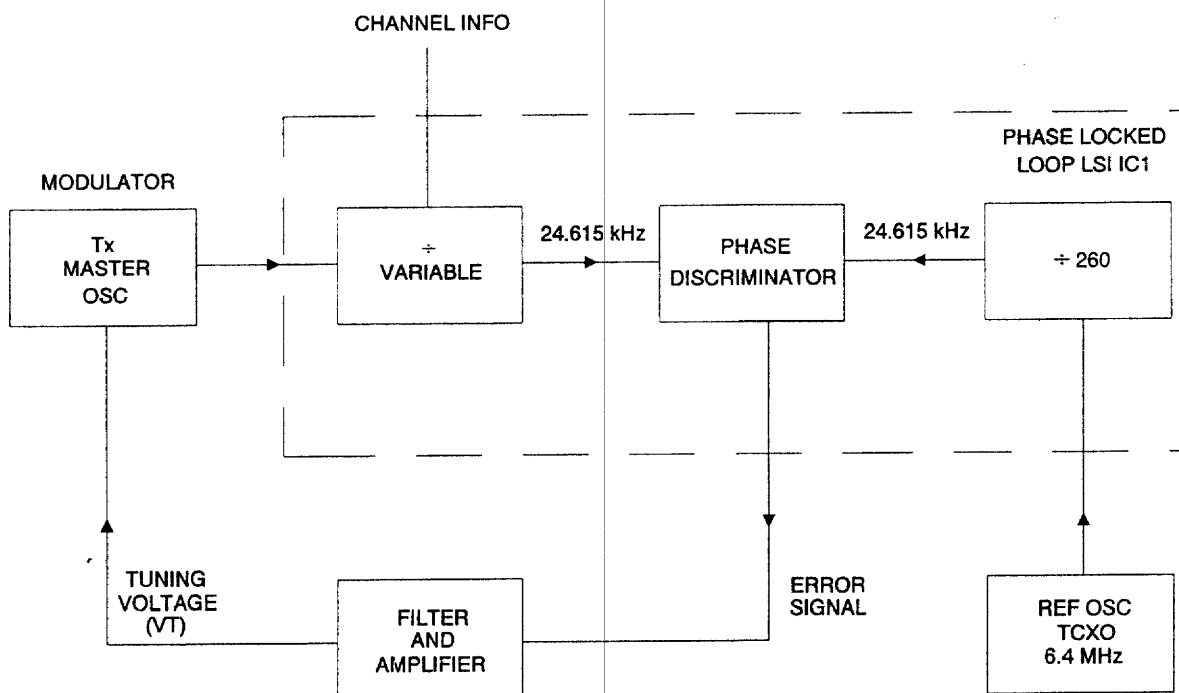 CHANNEL INFO
PHASE LOCKED
LOOP LSI IC1
MODULATOR
Tx
MASTER
OSC
÷
VARIABLE
24.615 kHz
PHASE
DISCRIMINATOR
24.615 kHz
÷ 260
TUNING
VOLTAGE
(VT)
FILTER
AND
AMPLIFIER
ERROR
SIGNAL
REF OSC
TCXO
6.4 MHz